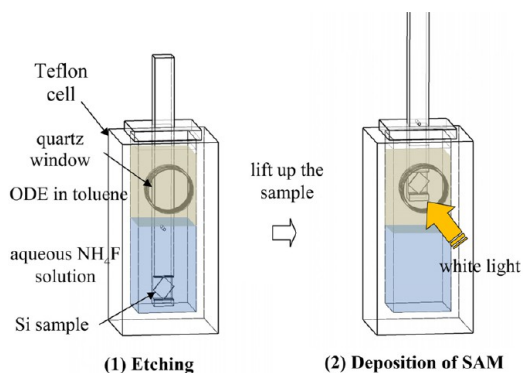 Teflon
cell
quartz
window
ODE in toluene
aqueous NH4F
solution
Si sample
(1) Etching
lift up the
sample
white light
(2) Deposition of SAM